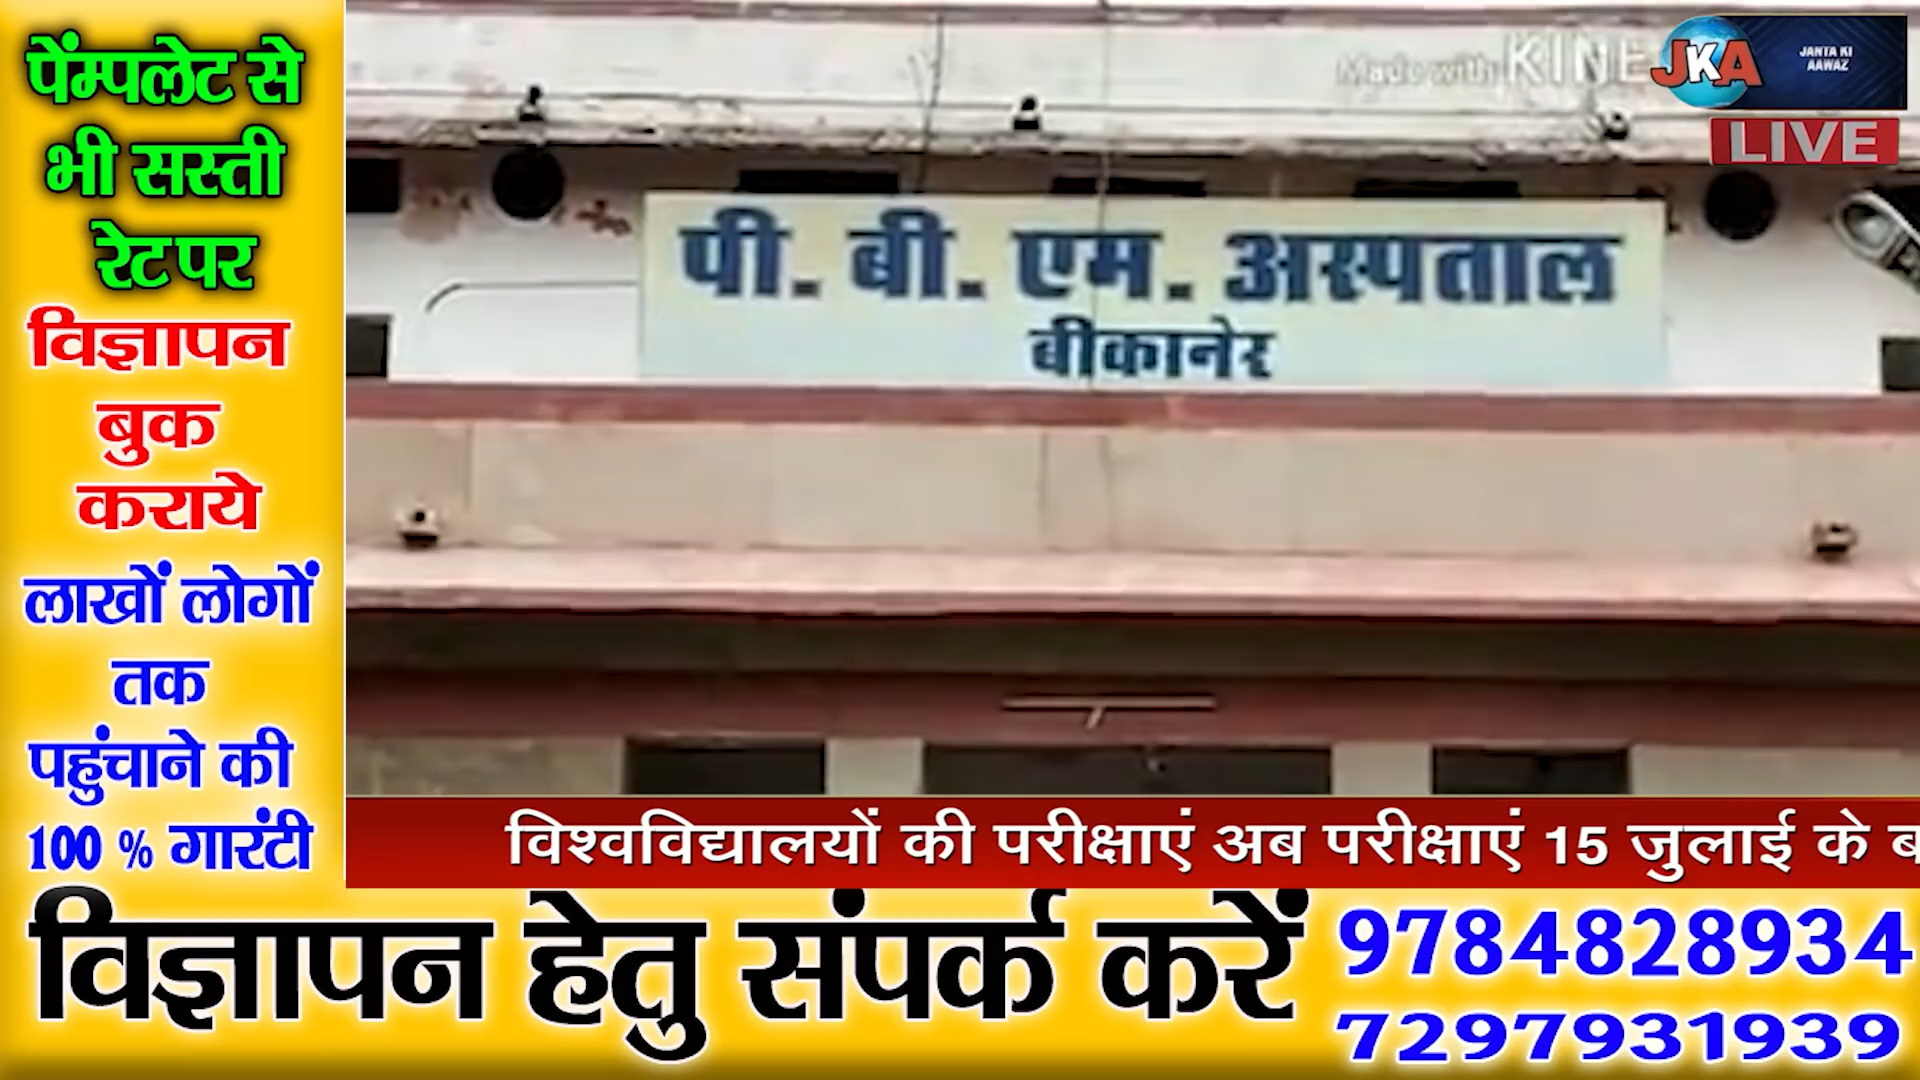 पेंम्पलेट से
भी सस्ती
रेट पर
विज्ञापन
बुक
कराये
लाखों लोगों
तक
पहुंचाने की
100 % गारंटी
Made with KINE
JKA
JANTA KI
AAWAZ
LIVE
पी. बी. एम. अस्पताल
बीकानेर
विश्वविद्यालयों की परीक्षाएं अब परीक्षाएं 15 जुलाई के
विज्ञापन हेतु संपर्क करें
9784828934
7297931939